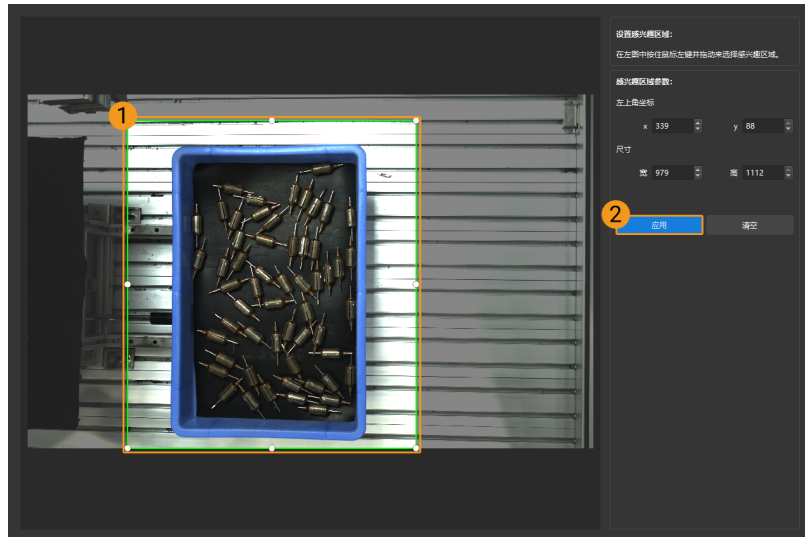 设置感兴趣区域:
在左图中按住鼠标左键并拖动来选择感兴趣区域。
感兴趣区域参数:
左上角坐标
x 339 y 88
尺寸
宽 979 高 1112
1
2
应用 清空